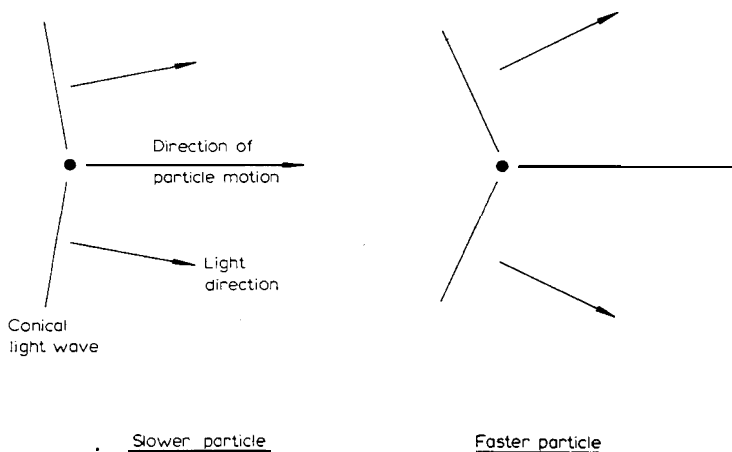 Direction of
particle motion
Light
direction
Conical
light wave
Slower particle
Faster particle